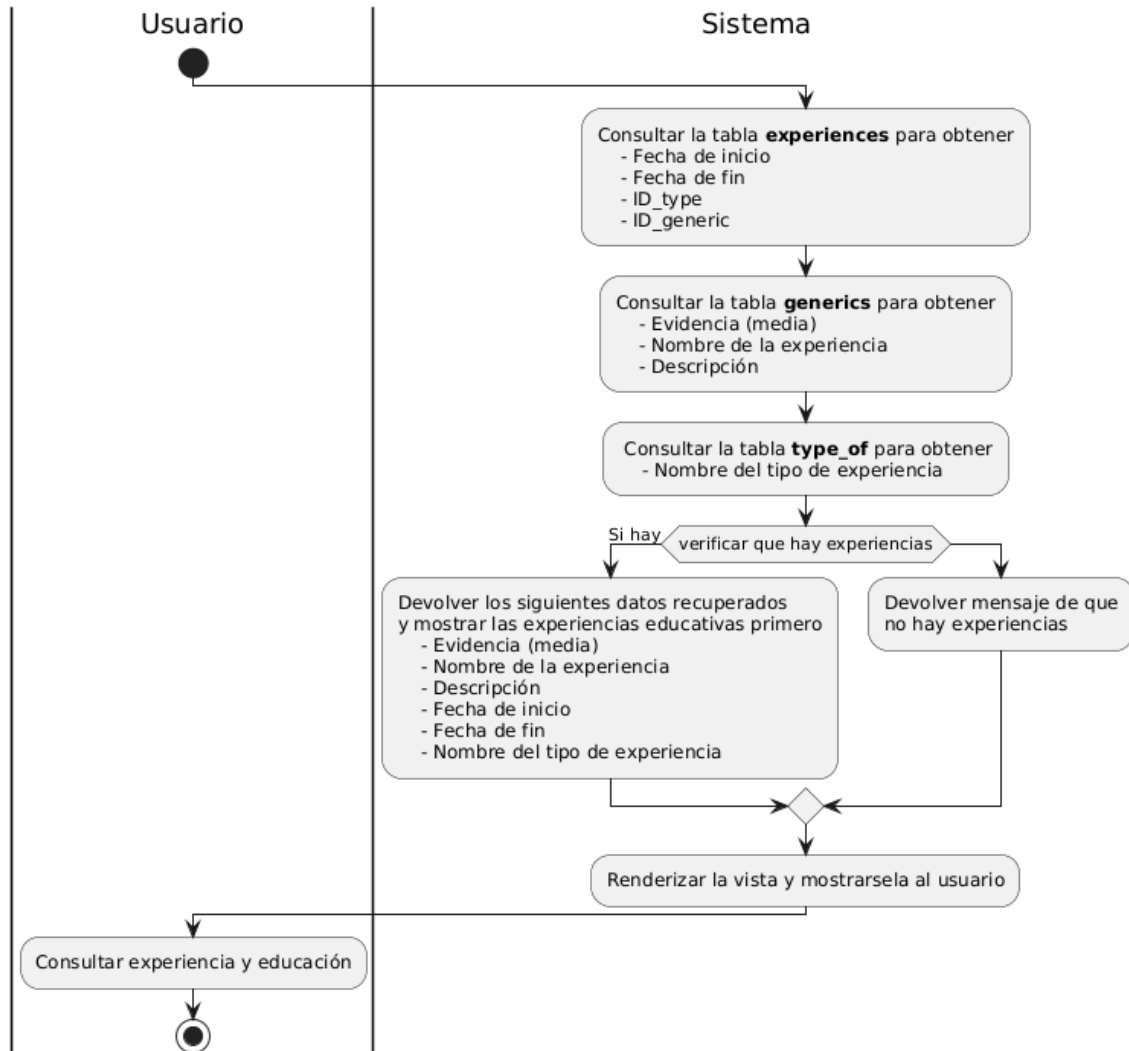 Usuario
Sistema
Consultar la tabla experiences para obtener
- Fecha de inicio
- Fecha de fin
- ID_type
- ID_generic
Consultar la tabla generics para obtener
- Evidencia (media)
- Nombre de la experiencia
- Descripción
Consultar la tabla type_of para obtener
- Nombre del tipo de experiencia
Si hay
verificar que hay experiencias
Devolver los siguientes datos recuperados
y mostrar las experiencias educativas primero
- Evidencia (media)
- Nombre de la experiencia
- Descripción
- Fecha de inicio
- Fecha de fin
- Nombre del tipo de experiencia
Devolver mensaje de que
no hay experiencias
Renderizar la vista y mostrarsela al usuario
Consultar experiencia y educación